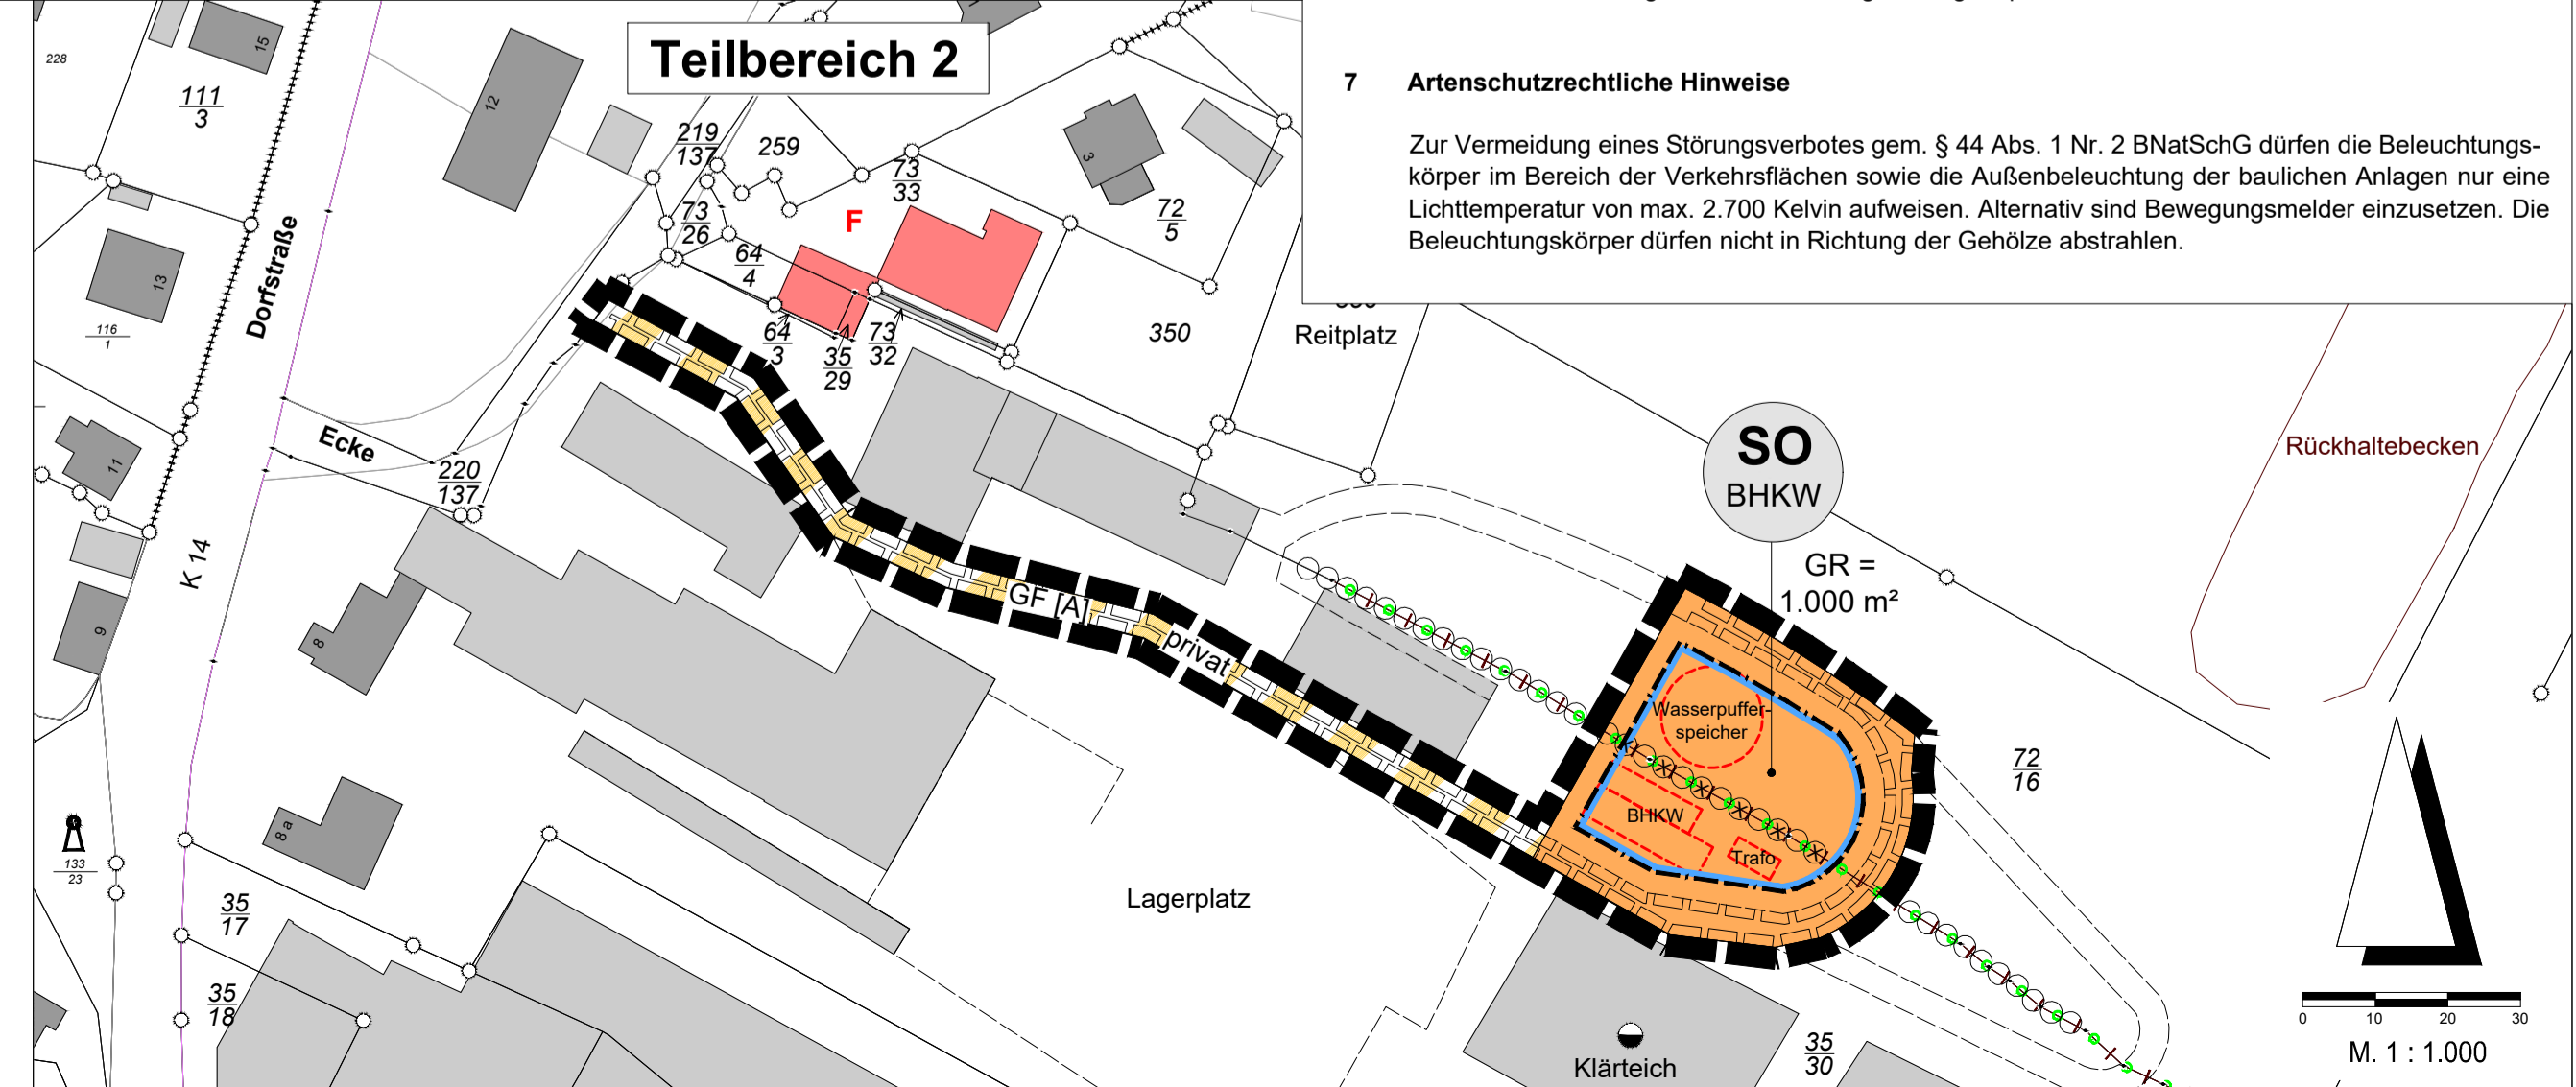 Teilbereich 2
7 Artenschutzrechtliche Hinweise
Zur Vermeidung eines Störungsverbotes gem. § 44 Abs. 1 Nr. 2 BNatSchG dürfen die Beleuchtungs-
körper im Bereich der Verkehrsflächen sowie die Außenbeleuchtung der baulichen Anlagen nur eine
Lichttemperatur von max. 2.700 Kelvin aufweisen. Alternativ sind Bewegungsmelder einzusetzen. Die
Beleuchtungskörper dürfen nicht in Richtung der Gehölze abstrahlen.
228
15
111
3
12
219
137
259
73
33
3
72
5
73
26
F
64
4
13
Dorfstraße
116
1
64
3
35
29
73
32
350
Reitplatz
Ecke
11
220
137
SO
BHKW
Rückhaltebecken
K 14
GR =
1.000 m²
GF [A]
privat
9
8
Wasserpuffer-
speicher
72
16
BHKW
Trafo
8 a
133
23
Lagerplatz
35
17
35
18
Klärteich
35
30
0 10 20 30
M. 1 : 1.000